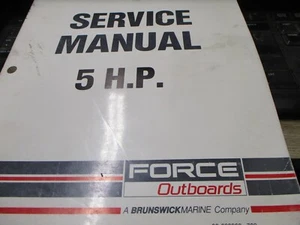 SERVICE
MANUAL
5 H.P.
FORCE
Outboards
A BRUNSWICK MARINE Company